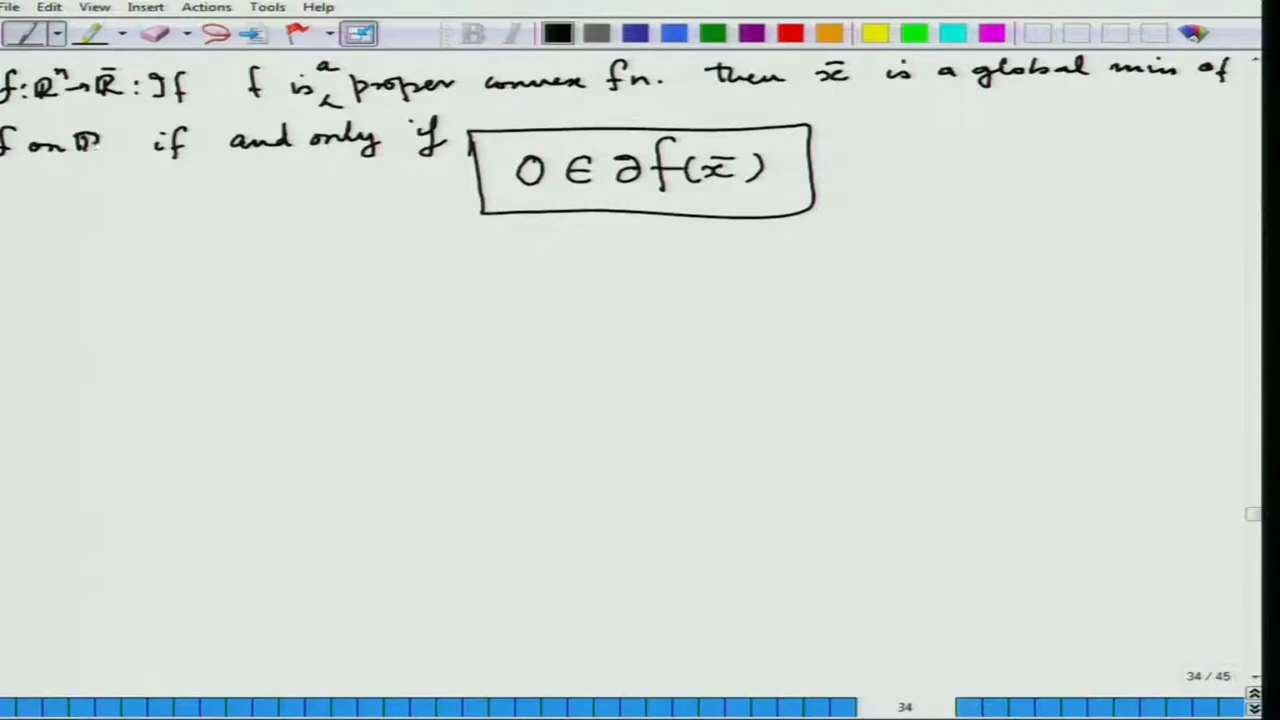 File Edit View Insert Actions Tools Help
B I
f: ℝⁿ → ℝ̄ : If f is a proper convex fn. then x̄ is a global min of
f on ℝⁿ if and only if
0 ∈ ∂f(x̄)
34 / 45
34